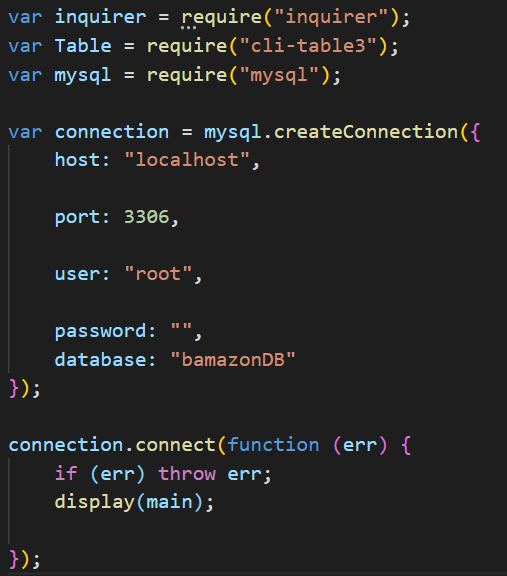 var inquirer = require("inquirer");
var Table = require("cli-table3");
var mysql = require("mysql");
var connection = mysql.createConnection({
    host: "localhost",
    port: 3306,
    user: "root",
    password: "",
    database: "bamazonDB"
});
connection.connect(function (err) {
    if (err) throw err;
    display(main);
});